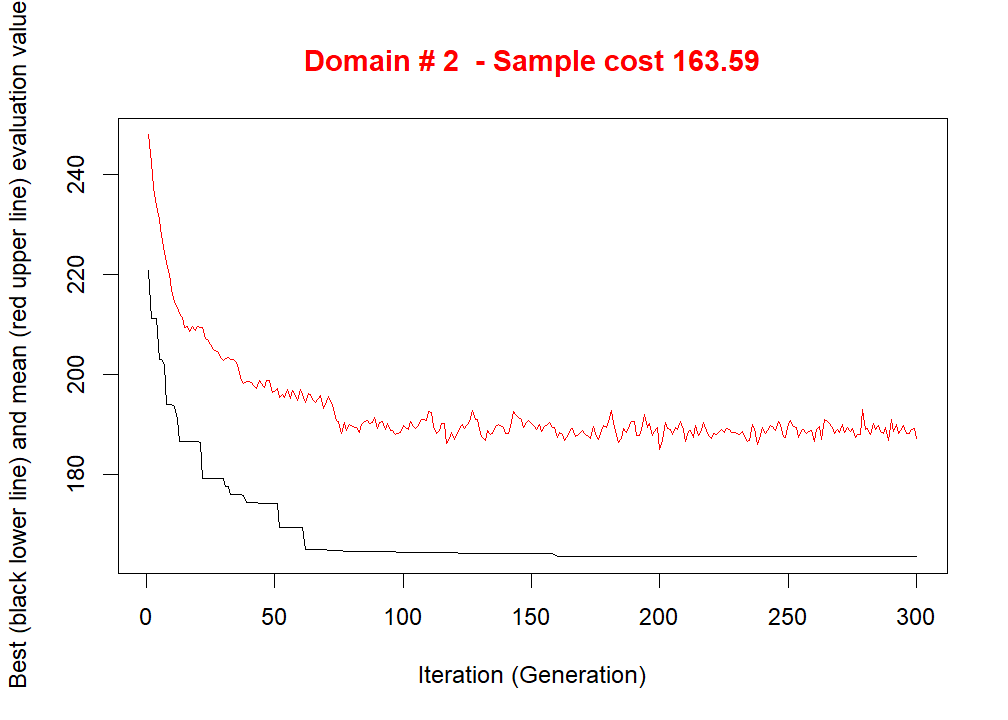 Domain # 2  - Sample cost 163.59
Best (black lower line) and mean (red upper line) evaluation value
240
220
200
180
0 50 100 150 200 250 300
Iteration (Generation)